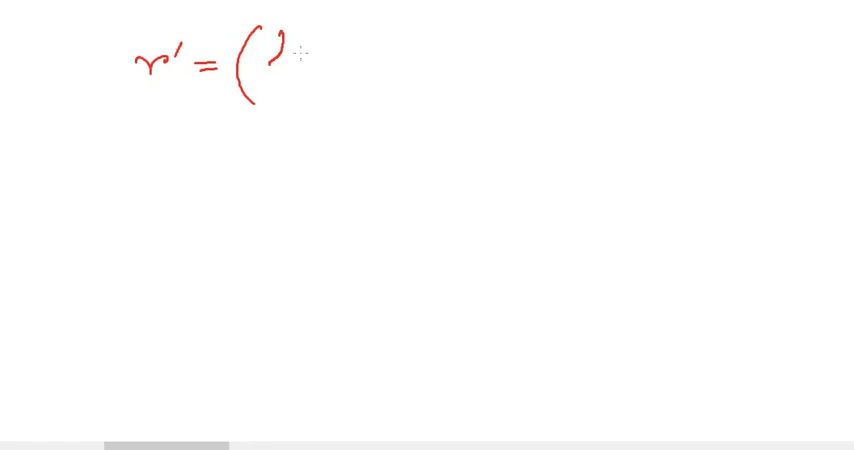 r' = (